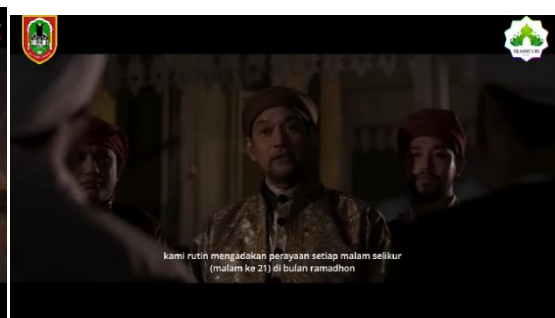 kami rutin mengadakan perayaan setiap malam selikur
(malam ke 21) di bulan ramadhon